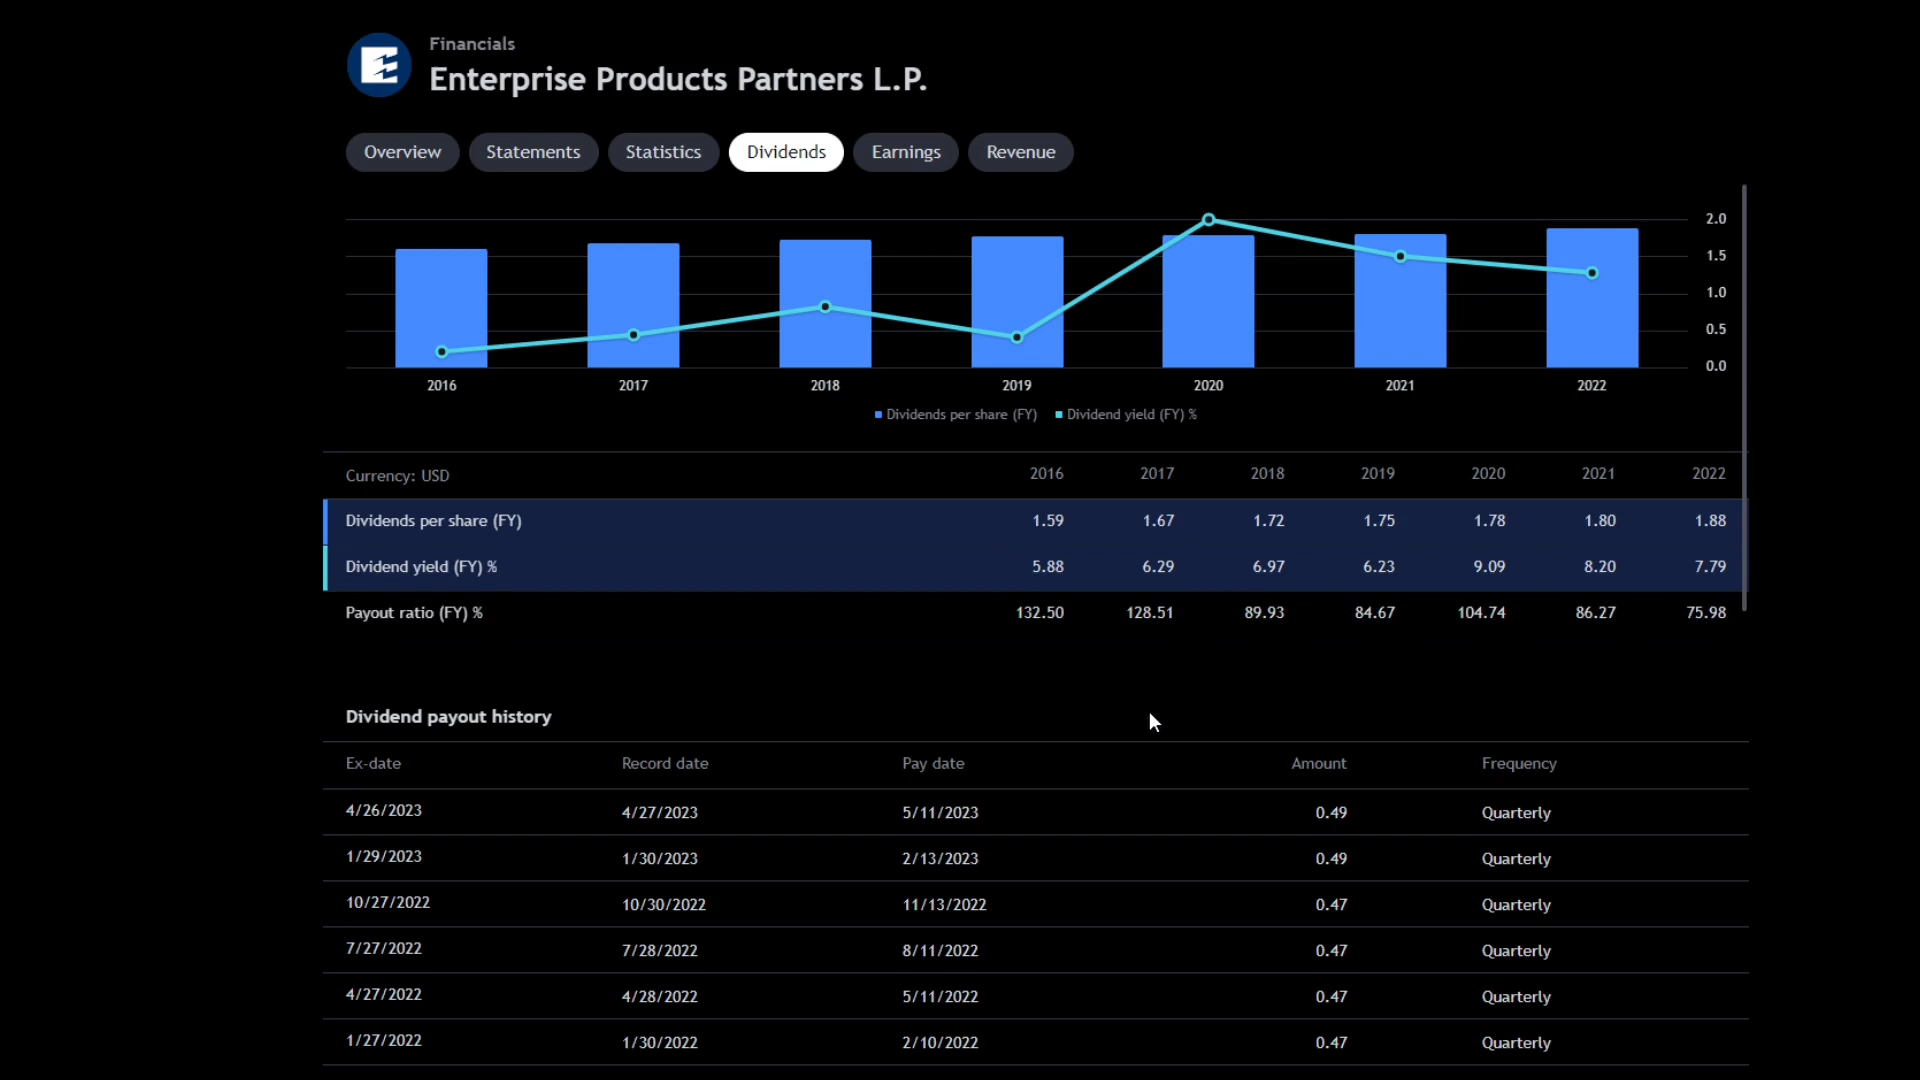 Financials
Enterprise Products Partners L.P.
Overview Statements Statistics Dividends Earnings Revenue
2.0
1.5
1.0
0.5
0.0
2016 2017 2018 2019 2020 2021 2022
Dividends per share (FY) Dividend yield (FY) %
Currency: USD 2016 2017 2018 2019 2020 2021 2022
Dividends per share (FY) 1.59 1.67 1.72 1.75 1.78 1.80 1.88
Dividend yield (FY) % 5.88 6.29 6.97 6.23 9.09 8.20 7.79
Payout ratio (FY) % 132.50 128.51 89.93 84.67 104.74 86.27 75.98
Dividend payout history
Ex-date Record date Pay date Amount Frequency
4/26/2023 4/27/2023 5/11/2023 0.49 Quarterly
1/29/2023 1/30/2023 2/13/2023 0.49 Quarterly
10/27/2022 10/30/2022 11/13/2022 0.47 Quarterly
7/27/2022 7/28/2022 8/11/2022 0.47 Quarterly
4/27/2022 4/28/2022 5/11/2022 0.47 Quarterly
1/27/2022 1/30/2022 2/10/2022 0.47 Quarterly